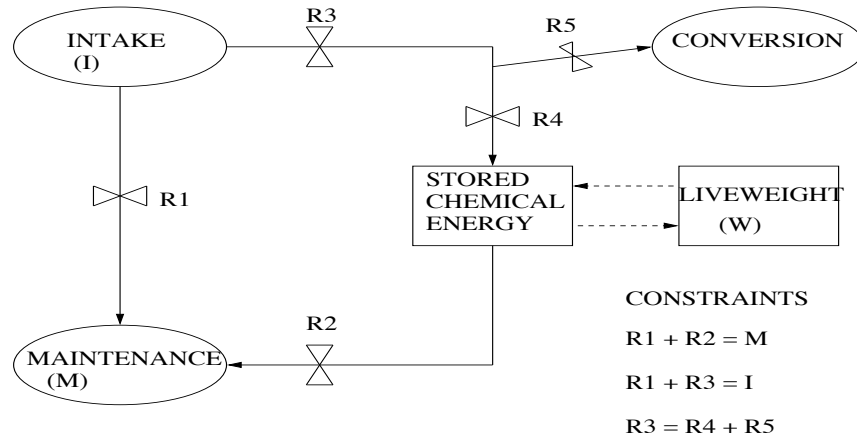 INTAKE
(I)
R3
R5
CONVERSION
R4
R1
STORED
CHEMICAL
ENERGY
LIVEWEIGHT
(W)
R2
MAINTENANCE
(M)
CONSTRAINTS
R1 + R2 = M
R1 + R3 = I
R3 = R4 + R5